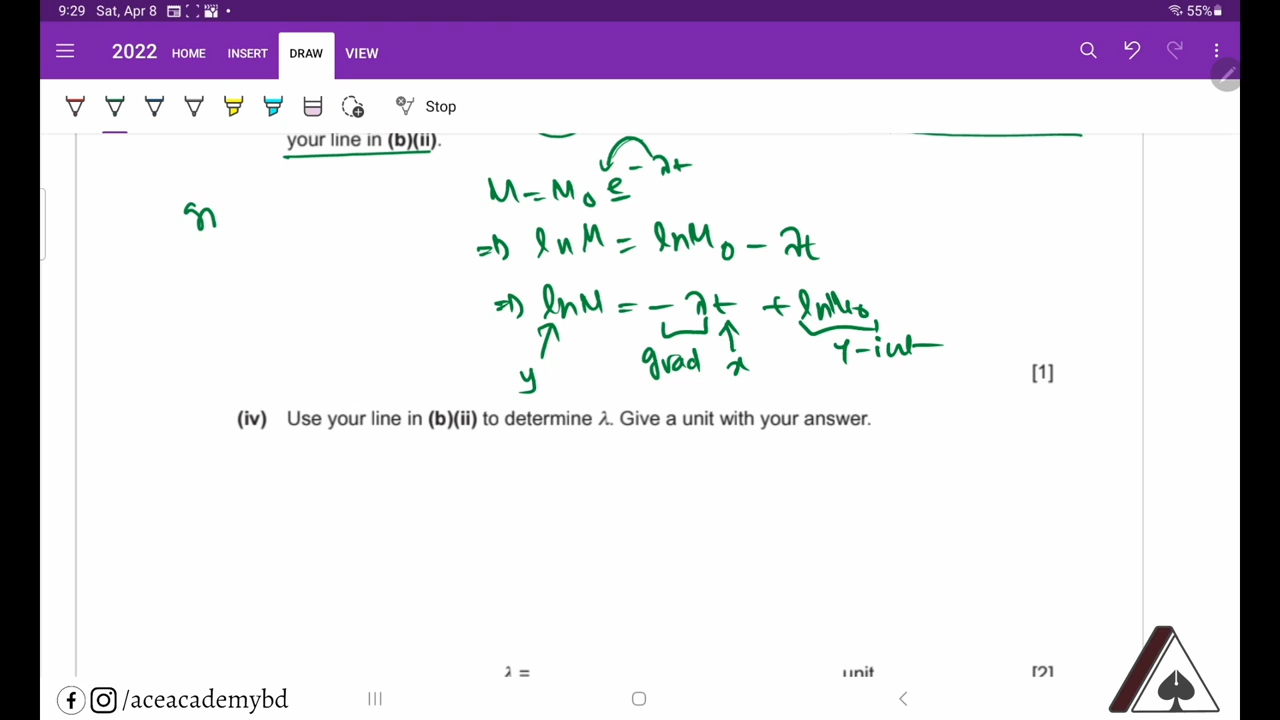 9:29 Sat, Apr 8 55%
2022 HOME INSERT DRAW VIEW
Stop
your line in (b)(ii).
M = M₀ e^(-λt)
⇒ ln M = ln M₀ - λt
⇒ ln M = - λt + ln M₀
y grad x y-int
[1]
(iv) Use your line in (b)(ii) to determine λ. Give a unit with your answer.
λ = unit [2]
/aceacademybd